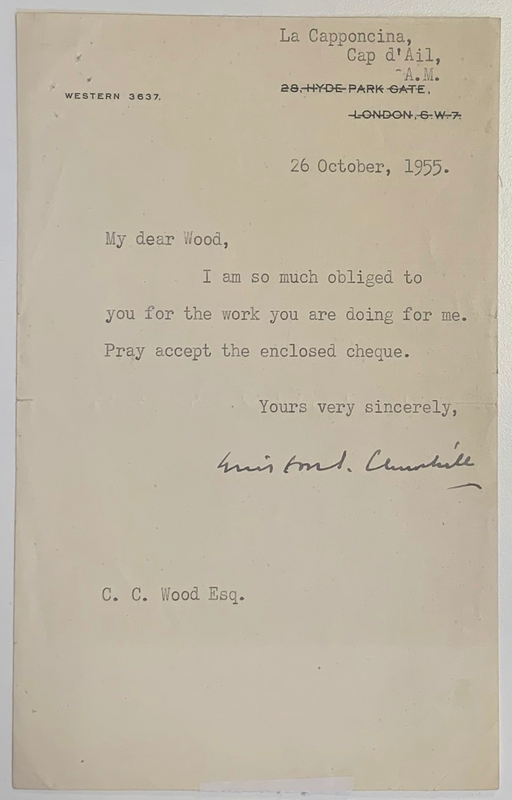 La Capponcina,
Cap d'Ail,
A.M.
WESTERN 3637.
28, HYDE PARK GATE,
LONDON, S.W.7.
26 October, 1955.
My dear Wood,
I am so much obliged to
you for the work you are doing for me.
Pray accept the enclosed cheque.
Yours very sincerely,
Winston S. Churchill
C. C. Wood Esq.